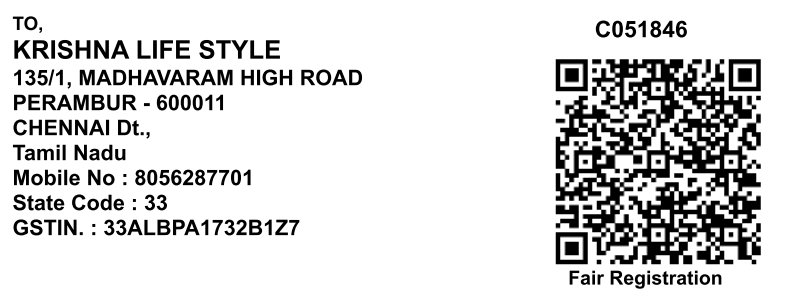 TO,
KRISHNA LIFE STYLE
135/1, MADHAVARAM HIGH ROAD
PERAMBUR - 600011
CHENNAI Dt.,
Tamil Nadu
Mobile No : 8056287701
State Code : 33
GSTIN. : 33ALBPA1732B1Z7
C051846
Fair Registration